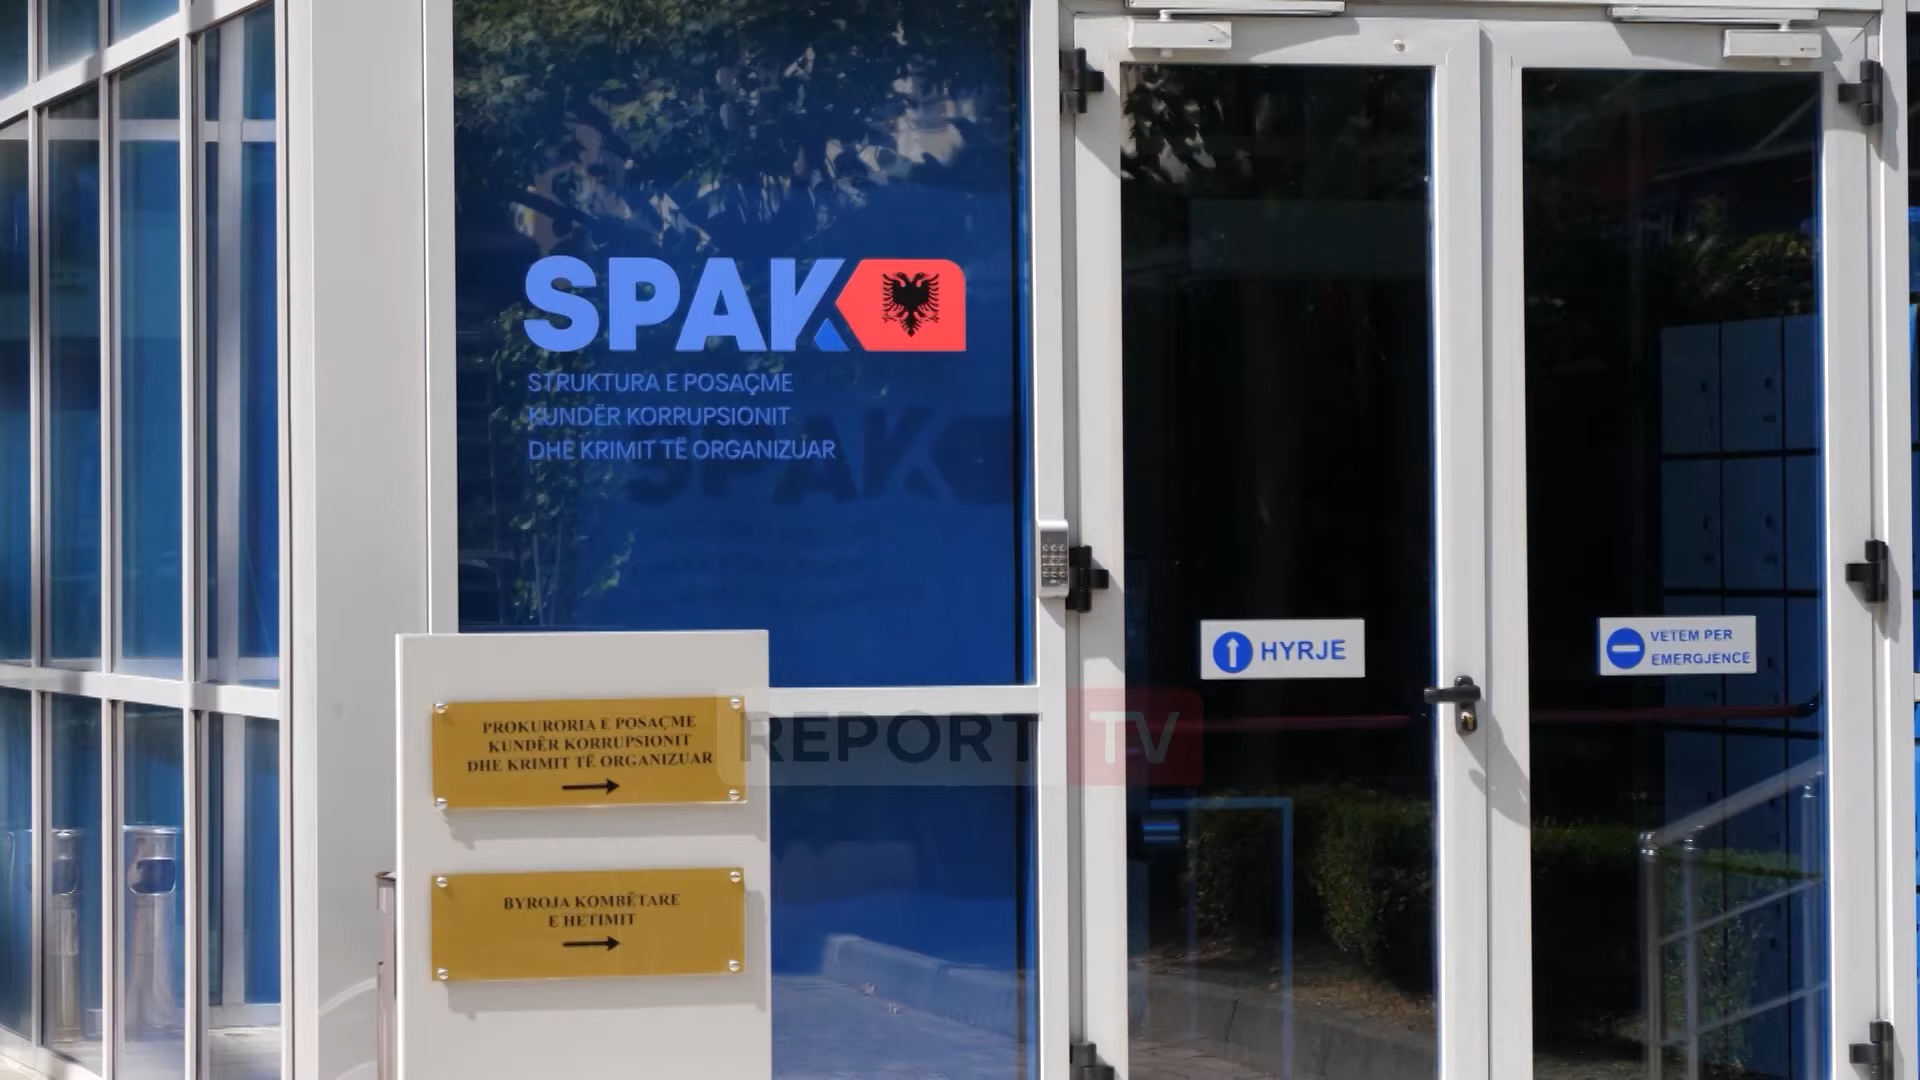 SPAK
STRUKTURA E POSAÇME
KUNDËR KORRUPSIONIT
DHE KRIMIT TË ORGANIZUAR
SPAK
HYRJE
VETEM PER
EMERGJENCE
PROKURORIA E POSAÇME
KUNDËR KORRUPSIONIT
DHE KRIMIT TË ORGANIZUAR
BYROJA KOMBËTARE
E HETIMIT
REPORT TV